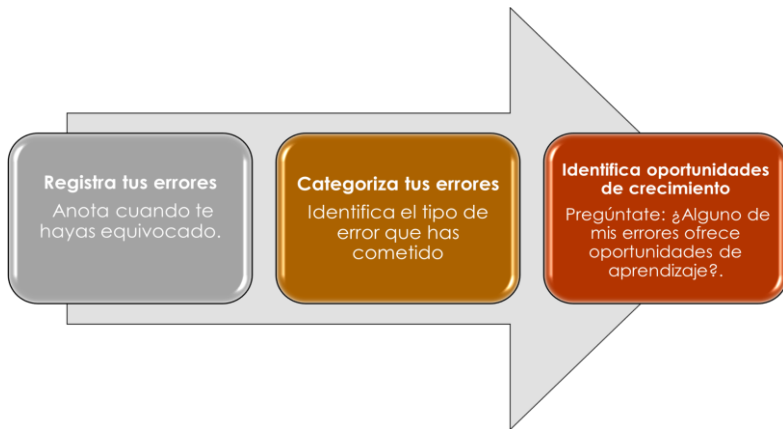 Registra tus errores
Anota cuando te
hayas equivocado.
Categoriza tus errores
Identifica el tipo de
error que has
cometido
Identifica oportunidades
de crecimiento
Pregúntate: ¿Alguno de
mis errores ofrece
oportunidades de
aprendizaje?.